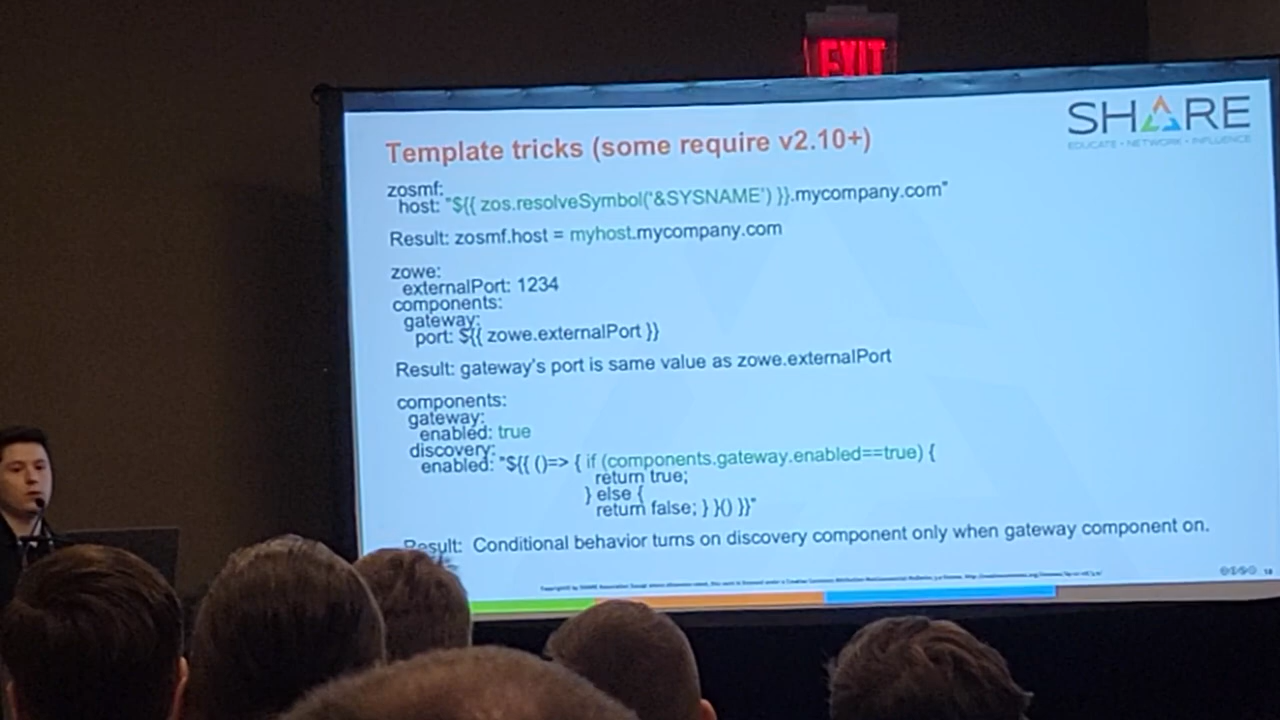 EXIT
SHARE
EDUCATE • NETWORK • INFLUENCE
Template tricks (some require v2.10+)
zosmf:
host: "${{ zos.resolveSymbol('&SYSNAME') }}.mycompany.com"
Result: zosmf.host = myhost.mycompany.com
zowe:
externalPort: 1234
components:
gateway:
port: ${{ zowe.externalPort }}
Result: gateway's port is same value as zowe.externalPort
components:
gateway:
enabled: true
discovery:
enabled: "${{ ()=> { if (components.gateway.enabled==true) {
return true;
} else {
return false; } }() }}"
Result: Conditional behavior turns on discovery component only when gateway component on.